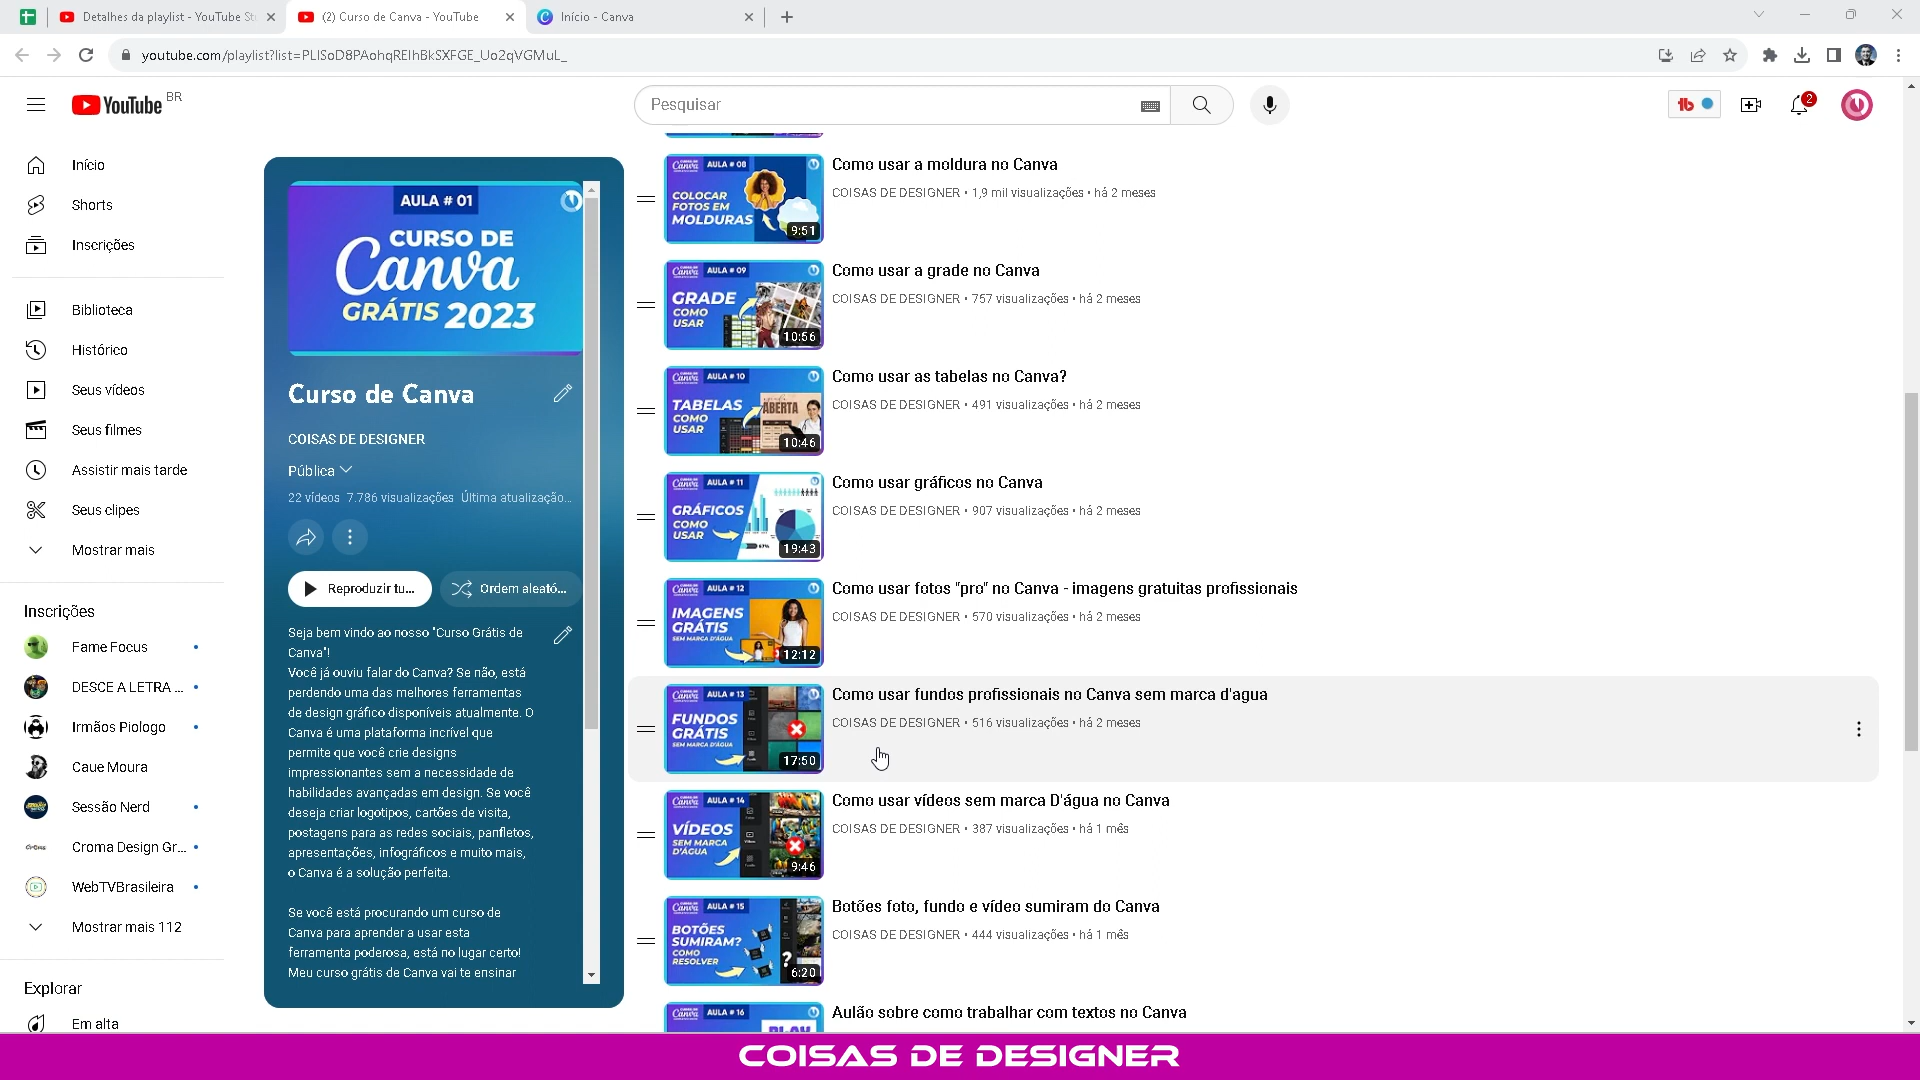 Detalhes da playlist - YouTube St
(2) Curso de Canva - YouTube
Início - Canva
youtube.com/playlist?list=PLlSoD8PAohqREIhBkSXFGE_Uo2qVGMuL_
YouTube BR
Pesquisar
2
Início
Shorts
Inscrições
Biblioteca
Histórico
Seus vídeos
Seus filmes
Assistir mais tarde
Seus clipes
Mostrar mais
Inscrições
Fame Focus
DESCE A LETRA ...
Irmãos Piologo
Caue Moura
Sessão Nerd
Croma Design Gr...
WebTVBrasileira
Mostrar mais 112
Explorar
Em alta
AULA # 01
CURSO DE
Canva
GRÁTIS 2023
Curso de Canva
COISAS DE DESIGNER
Pública
22 vídeos 7.786 visualizações Última atualização...
Reproduzir tu...
Ordem aleató...
Seja bem vindo ao nosso "Curso Grátis de
Canva"!
Você já ouviu falar do Canva? Se não, está
perdendo uma das melhores ferramentas
de design gráfico disponíveis atualmente. O
Canva é uma plataforma incrível que
permite que você crie designs
impressionantes sem a necessidade de
habilidades avançadas em design. Se você
deseja criar logotipos, cartões de visita,
postagens para as redes sociais, panfletos,
apresentações, infográficos e muito mais,
o Canva é a solução perfeita.
Se você está procurando um curso de
Canva para aprender a usar esta
ferramenta poderosa, está no lugar certo!
Meu curso grátis de Canva vai te ensinar
Canva AULA # 08
COLOCAR
FOTOS EM
MOLDURAS
9:51
Como usar a moldura no Canva
COISAS DE DESIGNER • 1,9 mil visualizações • há 2 meses
Canva AULA # 09
GRADE
COMO
USAR
10:56
Como usar a grade no Canva
COISAS DE DESIGNER • 757 visualizações • há 2 meses
Canva AULA # 10
TABELAS
COMO
USAR
ABERTA
10:46
Como usar as tabelas no Canva?
COISAS DE DESIGNER • 491 visualizações • há 2 meses
Canva AULA # 11
GRÁFICOS
COMO
USAR
67%
19:43
Como usar gráficos no Canva
COISAS DE DESIGNER • 907 visualizações • há 2 meses
Canva AULA # 12
IMAGENS
GRÁTIS
SEM MARCA D'ÁGUA
12:12
Como usar fotos "pro" no Canva - imagens gratuitas profissionais
COISAS DE DESIGNER • 570 visualizações • há 2 meses
Canva AULA # 13
FUNDOS
GRÁTIS
SEM MARCA D'ÁGUA
17:50
Como usar fundos profissionais no Canva sem marca d'agua
COISAS DE DESIGNER • 516 visualizações • há 2 meses
Canva AULA # 14
VÍDEOS
SEM MARCA
D'ÁGUA
9:46
Como usar vídeos sem marca D'água no Canva
COISAS DE DESIGNER • 387 visualizações • há 1 mês
Canva AULA # 15
BOTÕES
SUMIRAM?
COMO
RESOLVER
?
6:20
Botões foto, fundo e vídeo sumiram do Canva
COISAS DE DESIGNER • 444 visualizações • há 1 mês
Canva AULA # 16
Aulão sobre como trabalhar com textos no Canva
COISAS DE DESIGNER